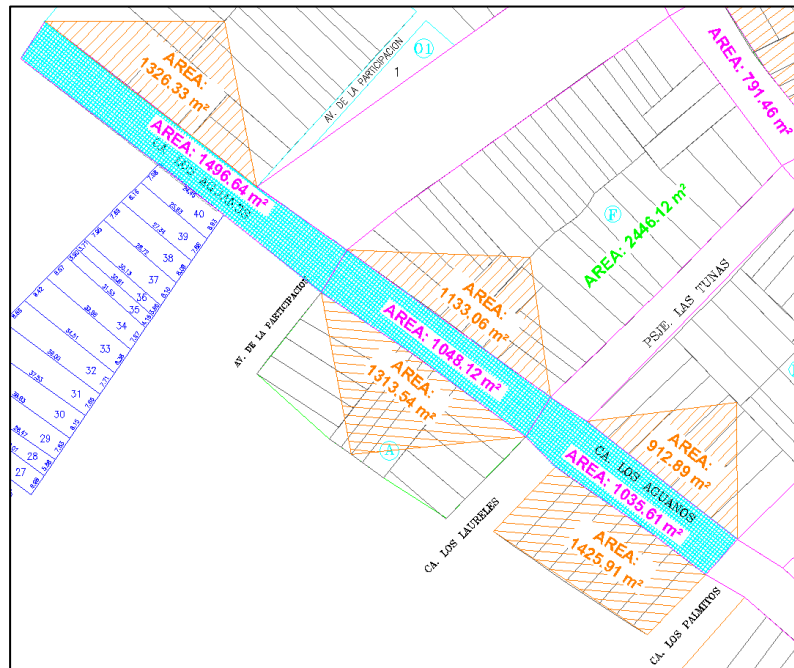 AREA:
1326.33 m²
AV. DE LA PARTICIPACION
01
1
AREA: 791.46 m²
AREA: 1496.64 m²
CA. LOS AGUANOS
F
AREA: 2446.12 m²
PSJE. LAS TUNAS
AREA:
1133.06 m²
AV. DE LA PARTICIPACION
AREA: 1048.12 m²
AREA:
1313.54 m²
A
CA. LOS LAURELES
CA. LOS AGUANOS
AREA:
912.89 m²
AREA: 1035.61 m²
AREA:
1425.91 m²
CA. LOS PALMITOS
40
39
38
37
36
35
34
33
32
31
30
29
28
27